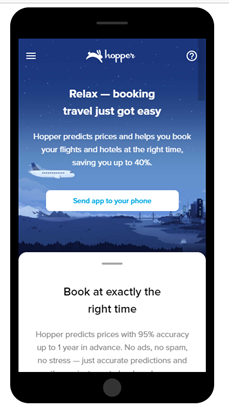 hopper
Relax — booking
travel just got easy
Hopper predicts prices and helps you book
your flights and hotels at the right time,
saving you up to 40%.
Send app to your phone
Book at exactly the
right time
Hopper predicts prices with 95% accuracy
up to 1 year in advance. No ads, no spam,
no stress — just accurate predictions and